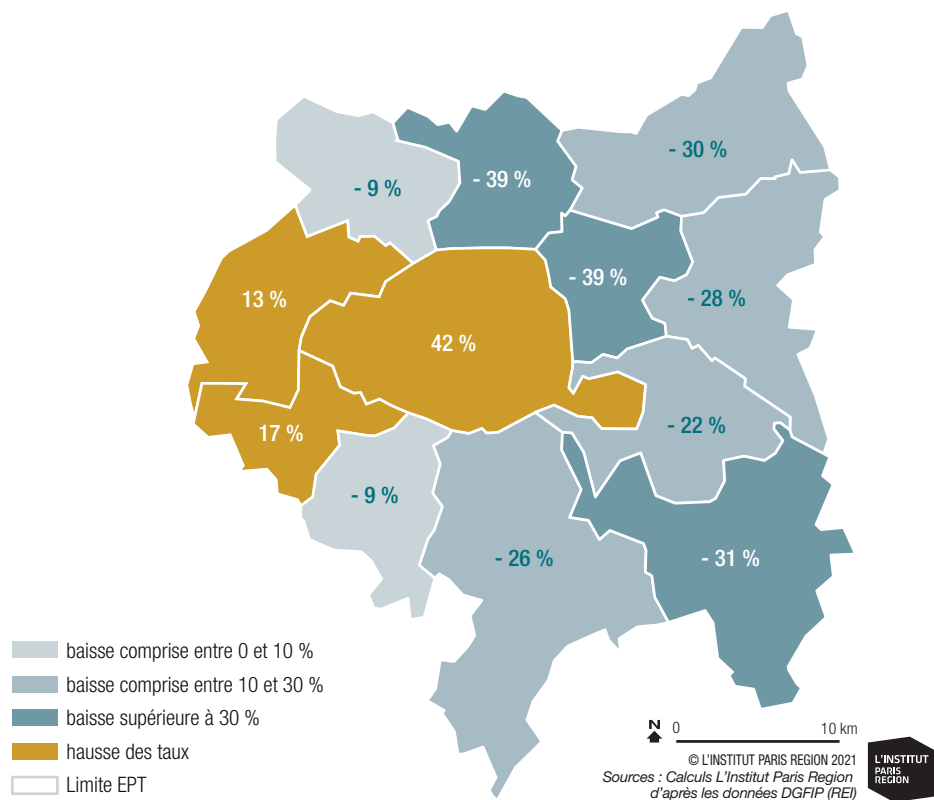 - 30 %
- 39 %
- 9 %
- 39 %
- 28 %
13 %
42 %
- 22 %
17 %
- 9 %
- 26 %
- 31 %
baisse comprise entre 0 et 10 %
baisse comprise entre 10 et 30 %
baisse supérieure à 30 %
hausse des taux
Limite EPT
N
0 10 km
© L'INSTITUT PARIS REGION 2021
Sources : Calculs L'Institut Paris Region
d'après les données DGFIP (REI)
L'INSTITUT
PARIS
REGION